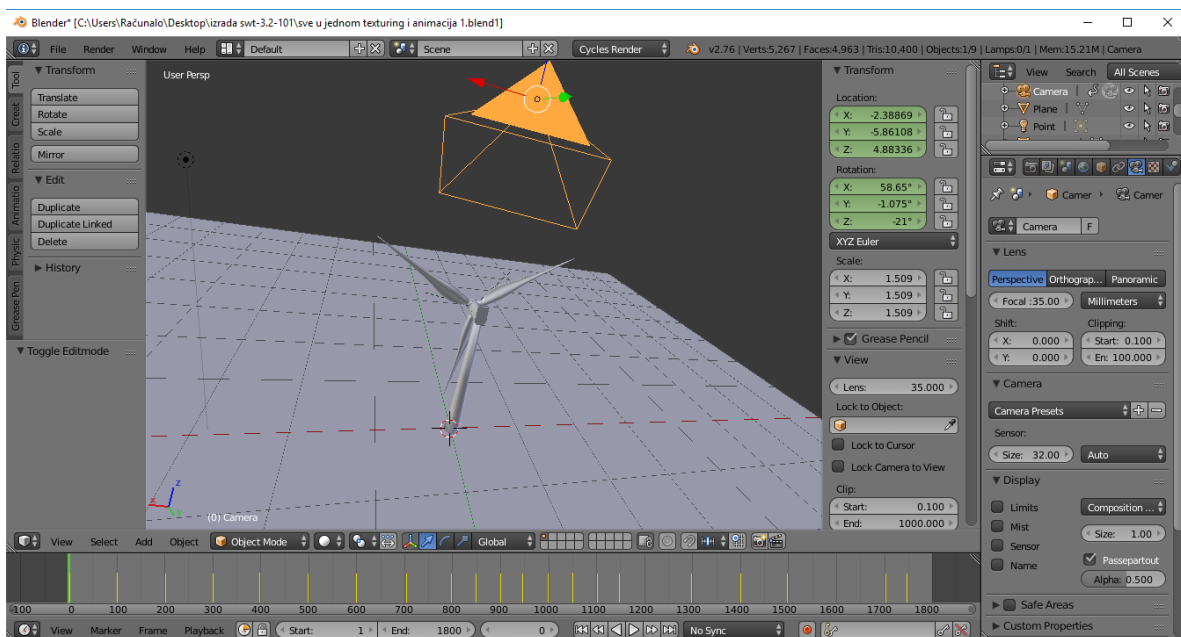 Blender* [C:\Users\Računalo\Desktop\izrada swt-3.2-101\sve u jednom texturing i animacija 1.blend1]
File Render Window Help Default Scene Cycles Render v2.76 | Verts:5,267 | Faces:4,963 | Tris:10,400 | Objects:1/9 | Lamps:0/1 | Mem:15.21M | Camera
Tool
Creat
Relatio
Animatio
Physic
Grease Pen
Transform
Translate
Rotate
Scale
Mirror
Edit
Duplicate
Duplicate Linked
Delete
History
Toggle Editmode
User Persp
z
x
y
(0) Camera
Transform
Location:
X: -2.38869
Y: -5.86108
Z: 4.88336
Rotation:
X: 58.65°
Y: -1.075°
Z: -21°
XYZ Euler
Scale:
X: 1.509
Y: 1.509
Z: 1.509
Grease Pencil
View
Lens: 35.000
Lock to Object:
Lock to Cursor
Lock Camera to View
Clip:
Start: 0.100
End: 1000.000
View Search All Scenes
Camera
Plane
Point
Camer Camer
Camera F
Lens
Perspective Orthograp... Panoramic
Focal :35.00 Millimeters
Shift: Clipping:
X: 0.000 Start: 0.100
Y: 0.000 En: 100.000
Camera
Camera Presets
Sensor:
Size: 32.00 Auto
Display
Limits Composition ...
Mist Size: 1.00
Sensor Passepartout
Name Alpha: 0.500
Safe Areas
Custom Properties
View Select Add Object Object Mode Global
-100 0 100 200 300 400 500 600 700 800 900 1000 1100 1200 1300 1400 1500 1600 1700 1800
View Marker Frame Playback Start: 1 End: 1800 0 No Sync